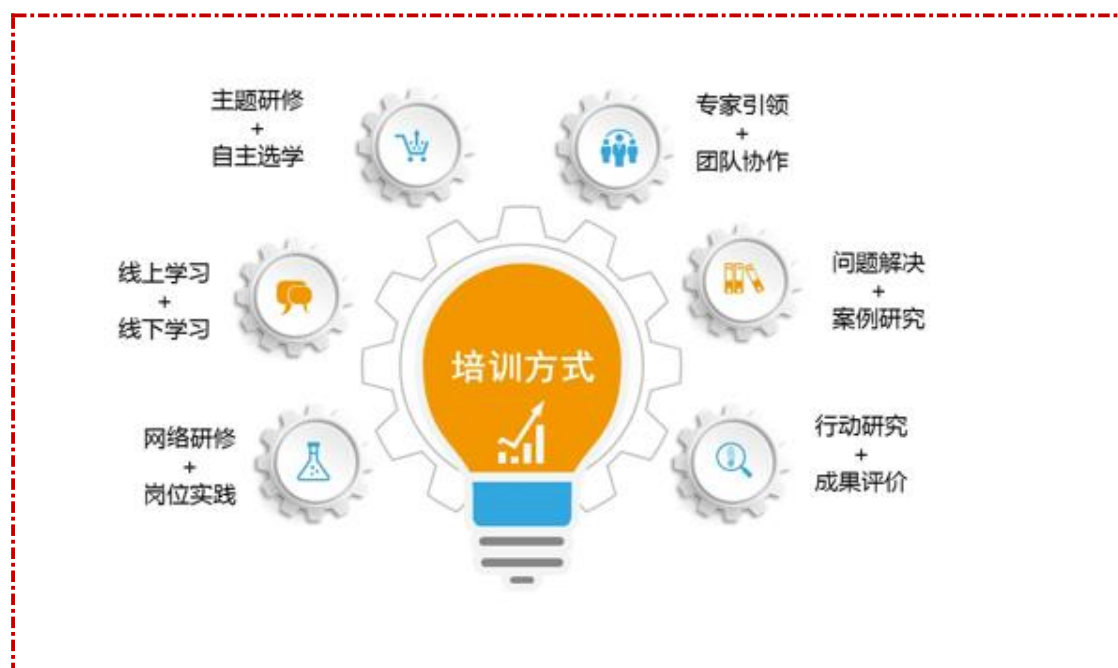 主题研修
+
自主选学
专家引领
+
团队协作
线上学习
+
线下学习
问题解决
+
案例研究
培训方式
网络研修
+
岗位实践
行动研究
+
成果评价